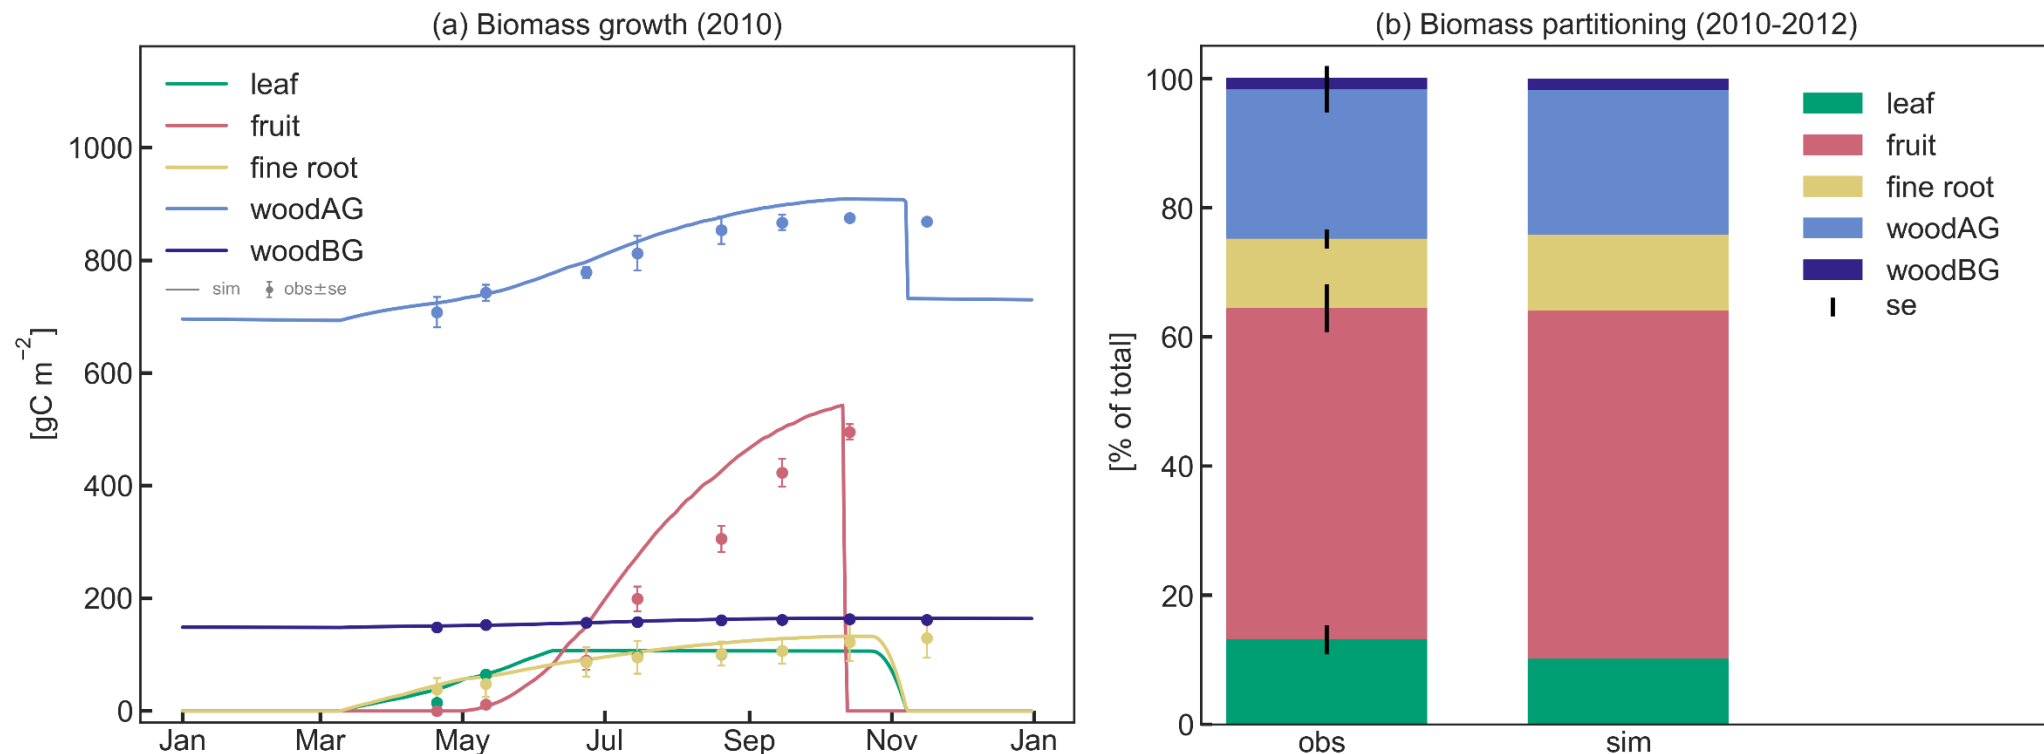 (a) Biomass growth (2010)
leaf
fruit
fine root
woodAG
woodBG
sim obs±se
1000
800
600
400
200
0
[gC m⁻²]
Jan Mar May Jul Sep Nov Jan
(b) Biomass partitioning (2010-2012)
100
80
60
40
20
0
[% of total]
obs sim
leaf
fruit
fine root
woodAG
woodBG
se